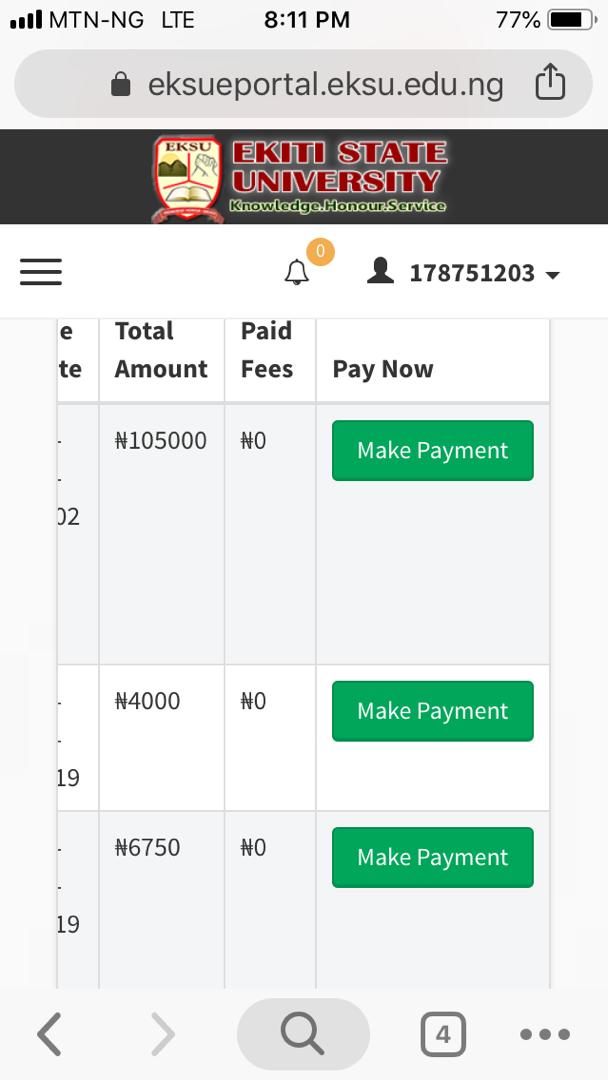 MTN-NG LTE 8:11 PM 77%
eksueportal.eksu.edu.ng
EKSU
EKITI STATE
UNIVERSITY
Knowledge.Honour.Service
0
178751203
e Total Paid
te Amount Fees Pay Now
- ₦105000 ₦0 Make Payment
-
02
- ₦4000 ₦0 Make Payment
-
19
- ₦6750 ₦0 Make Payment
-
19
4